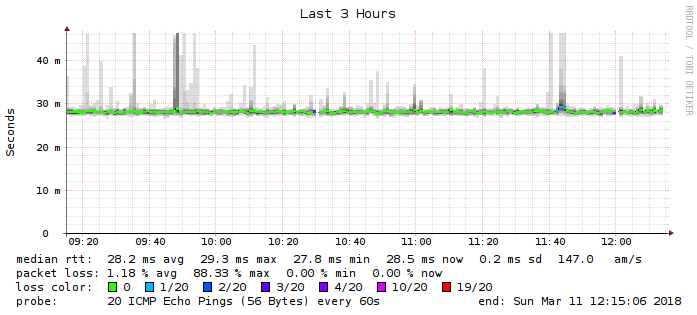 Last 3 Hours
RRDTOOL / TOBI OETIKER
Seconds
40 m
30 m
20 m
10 m
0
09:20 09:40 10:00 10:20 10:40 11:00 11:20 11:40 12:00
median rtt: 28.2 ms avg 29.3 ms max 27.8 ms min 28.5 ms now 0.2 ms sd 147.0 am/s
packet loss: 1.18 % avg 88.33 % max 0.00 % min 0.00 % now
loss color: 0 1/20 2/20 3/20 4/20 10/20 19/20
probe: 20 ICMP Echo Pings (56 Bytes) every 60s end: Sun Mar 11 12:15:06 2018